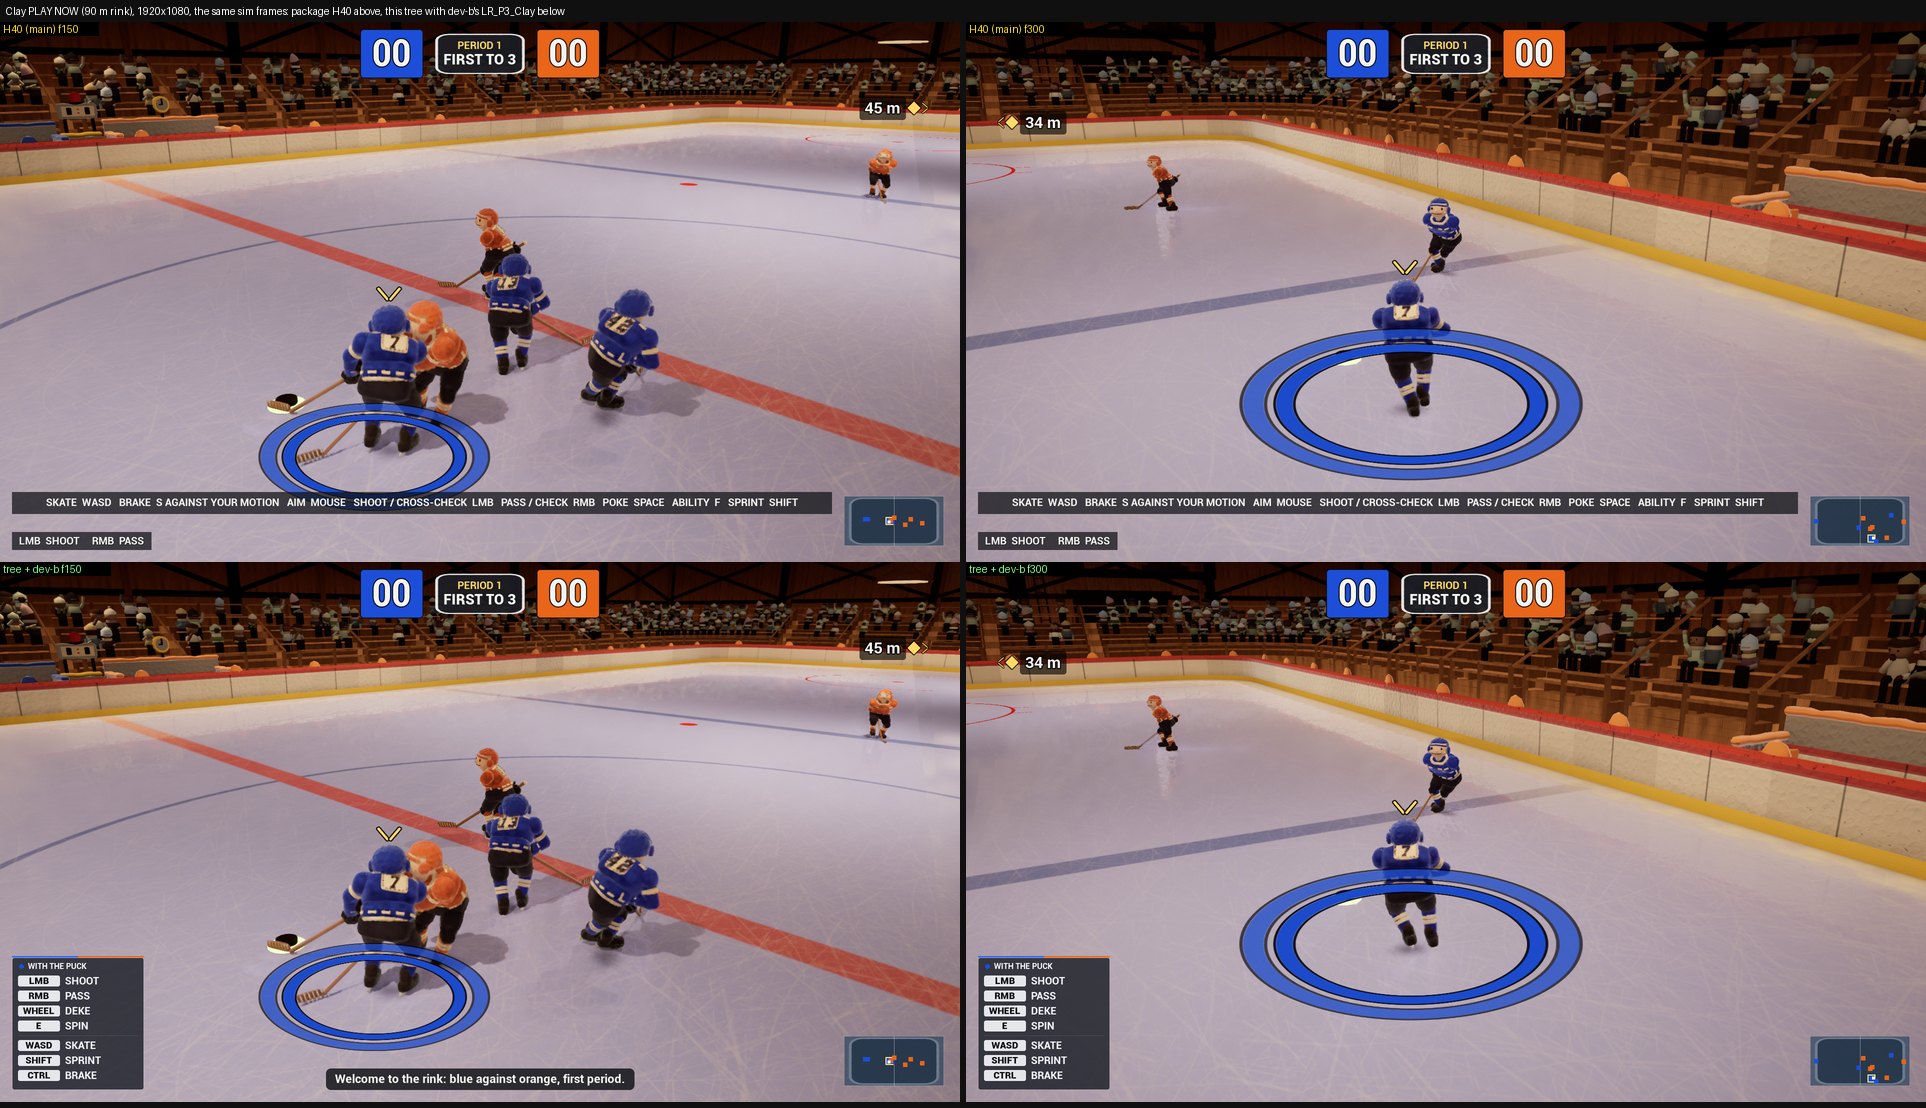 Clay PLAY NOW (90 m rink), 1920x1080, the same sim frames: package H40 above, this tree with dev-b's LR_P3_Clay below
H40 (main) f150
00
PERIOD 1
FIRST TO 3
00
45 m
13
12
7
SKATE WASD BRAKE S AGAINST YOUR MOTION AIM MOUSE SHOOT / CROSS-CHECK LMB PASS / CHECK RMB POKE SPACE ABILITY F SPRINT SHIFT
LMB SHOOT RMB PASS
H40 (main) f300
00
PERIOD 1
FIRST TO 3
00
34 m
7
SKATE WASD BRAKE S AGAINST YOUR MOTION AIM MOUSE SHOOT / CROSS-CHECK LMB PASS / CHECK RMB POKE SPACE ABILITY F SPRINT SHIFT
LMB SHOOT RMB PASS
tree + dev-b f150
00
PERIOD 1
FIRST TO 3
00
45 m
13
12
7
WITH THE PUCK
LMB SHOOT
RMB PASS
WHEEL DEKE
E SPIN
WASD SKATE
SHIFT SPRINT
CTRL BRAKE
Welcome to the rink: blue against orange, first period.
tree + dev-b f300
00
PERIOD 1
FIRST TO 3
00
34 m
7
WITH THE PUCK
LMB SHOOT
RMB PASS
WHEEL DEKE
E SPIN
WASD SKATE
SHIFT SPRINT
CTRL BRAKE